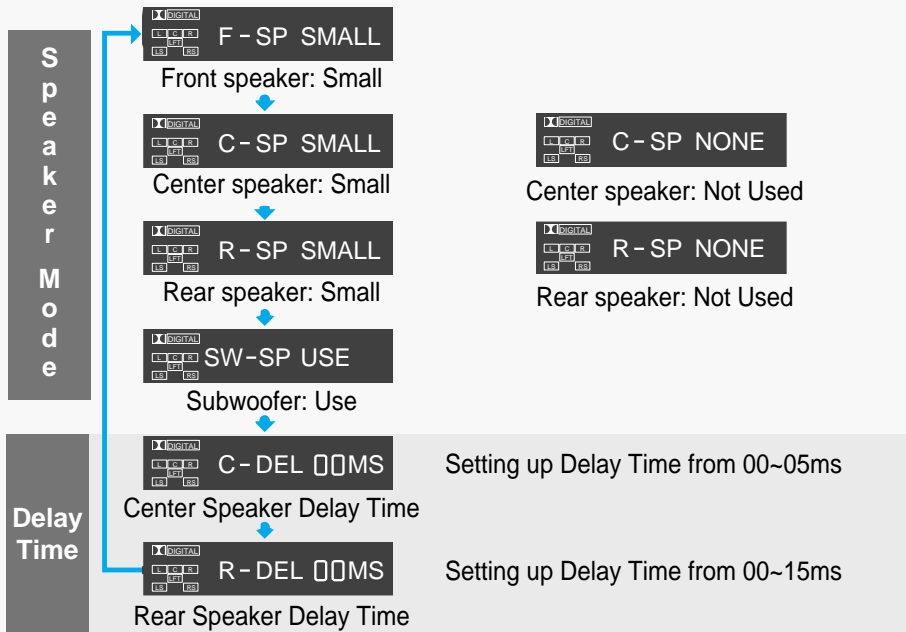 Speaker Mode
DIGITAL
L C R
LFT
LS RS
F-SP SMALL
Front speaker: Small
DIGITAL
L C R
LFT
LS RS
C-SP SMALL
Center speaker: Small
DIGITAL
L C R
LFT
LS RS
C-SP NONE
Center speaker: Not Used
DIGITAL
L C R
LFT
LS RS
R-SP SMALL
Rear speaker: Small
DIGITAL
L C R
LFT
LS RS
R-SP NONE
Rear speaker: Not Used
DIGITAL
L C R
LFT
LS RS
SW-SP USE
Subwoofer: Use
Delay
Time
DIGITAL
L C R
LFT
LS RS
C-DEL 00MS
Setting up Delay Time from 00~05ms
Center Speaker Delay Time
DIGITAL
L C R
LFT
LS RS
R-DEL 00MS
Setting up Delay Time from 00~15ms
Rear Speaker Delay Time